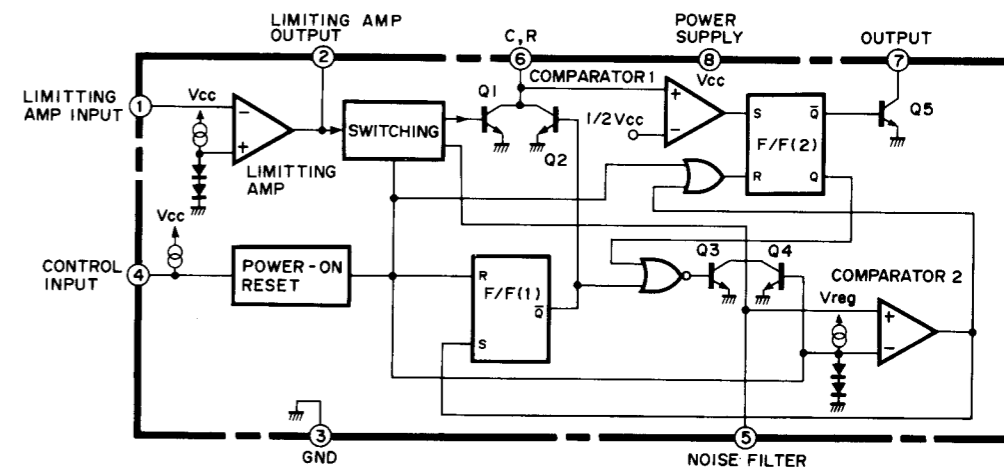 LIMITING AMP
OUTPUT
2
C,R
6
POWER
SUPPLY
8
Vcc
OUTPUT
7
LIMITTING
AMP INPUT
1
Vcc
-
+
LIMITTING
AMP
SWITCHING
Q1
Q2
COMPARATOR 1
+
-
1/2 Vcc
S
Q̅
F/F(2)
R
Q
Q5
CONTROL
INPUT
4
Vcc
POWER-ON
RESET
R
F/F(1)
Q̅
S
Q3
Q4
COMPARATOR 2
Vreg
+
-
3
GND
5
NOISE FILTER